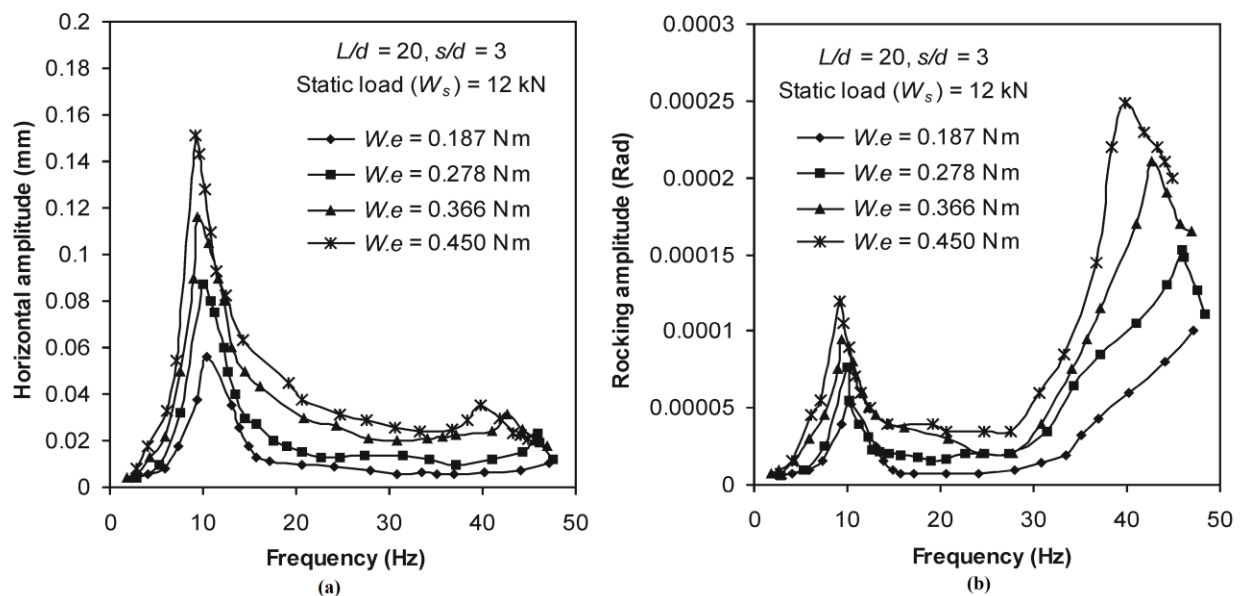 Horizontal amplitude (mm)
0.2
0.18
0.16
0.14
0.12
0.1
0.08
0.06
0.04
0.02
0
L/d = 20, s/d = 3
Static load (Wₛ) = 12 kN
W.e = 0.187 Nm
W.e = 0.278 Nm
W.e = 0.366 Nm
W.e = 0.450 Nm
0 10 20 30 40 50
Frequency (Hz)
(a)
Rocking amplitude (Rad)
0.0003
0.00025
0.0002
0.00015
0.0001
0.00005
0
L/d = 20, s/d = 3
Static load (Wₛ) = 12 kN
W.e = 0.187 Nm
W.e = 0.278 Nm
W.e = 0.366 Nm
W.e = 0.450 Nm
0 10 20 30 40 50
Frequency (Hz)
(b)